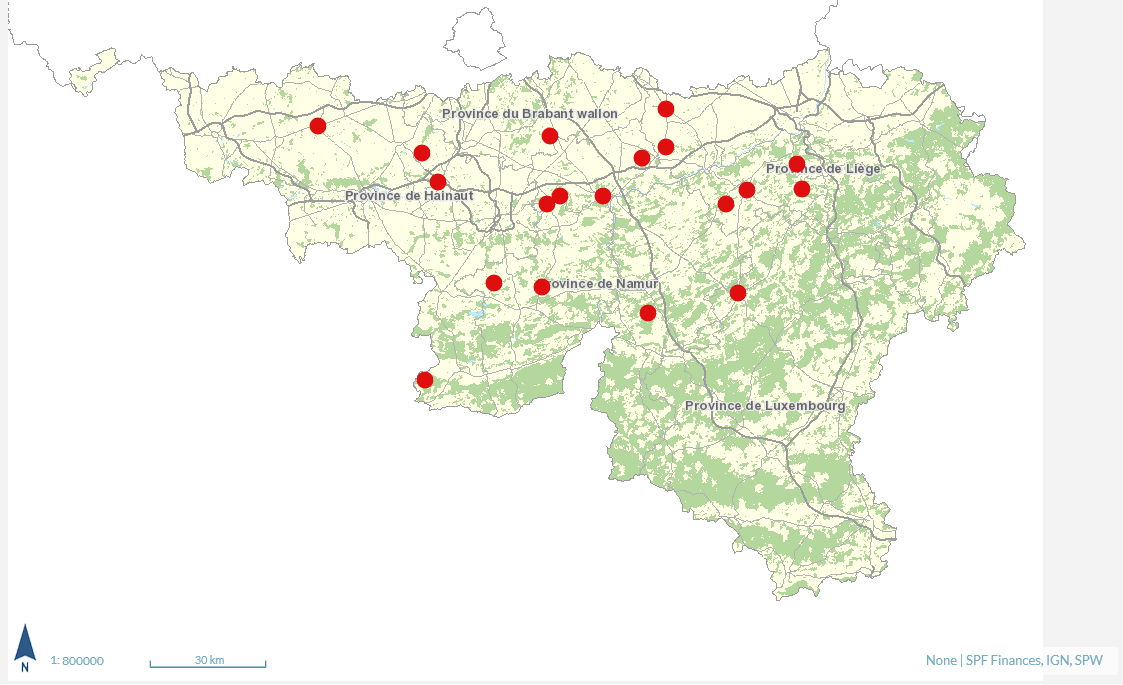 Province du Brabant wallon
Province de Liège
Province de Hainaut
Province de Namur
Province de Luxembourg
N
1: 800000
30 km
None | SPF Finances, IGN, SPW